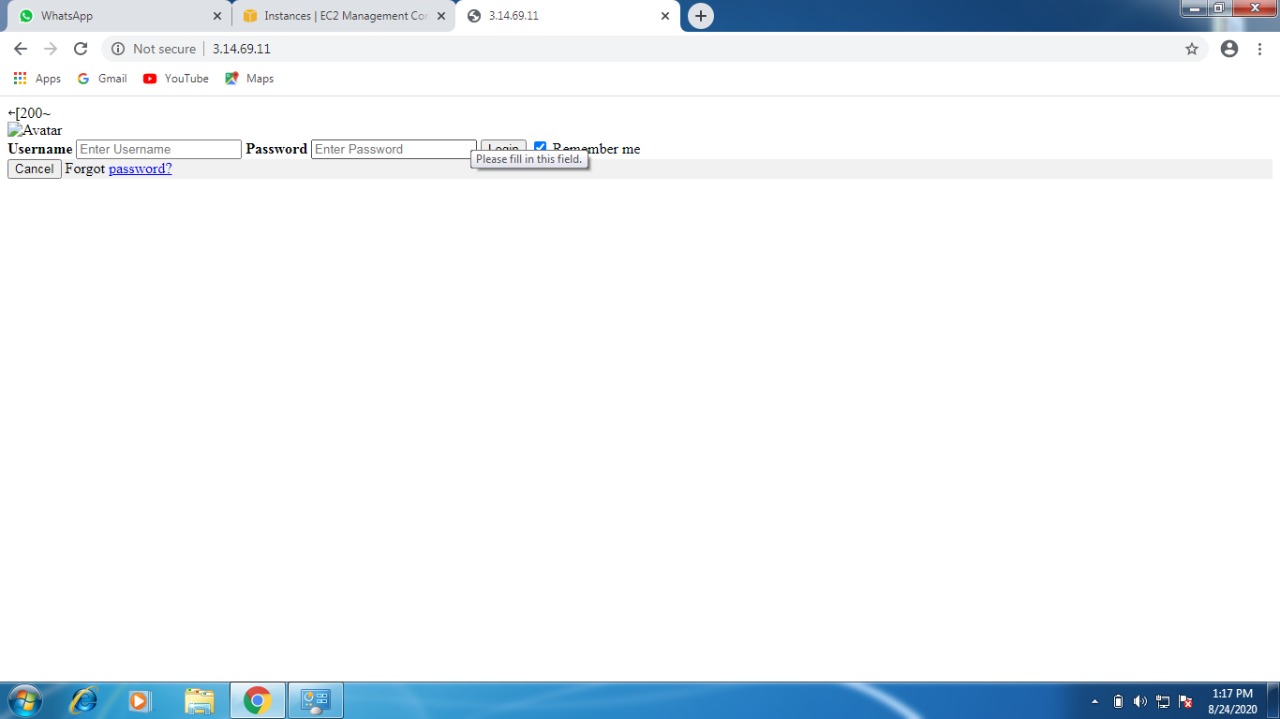 WhatsApp
Instances | EC2 Management Con
3.14.69.11
Not secure | 3.14.69.11
Apps Gmail YouTube Maps
←[200~
Avatar
Username Enter Username Password Enter Password Login Remember me
Please fill in this field.
Cancel Forgot password?
1:17 PM
8/24/2020